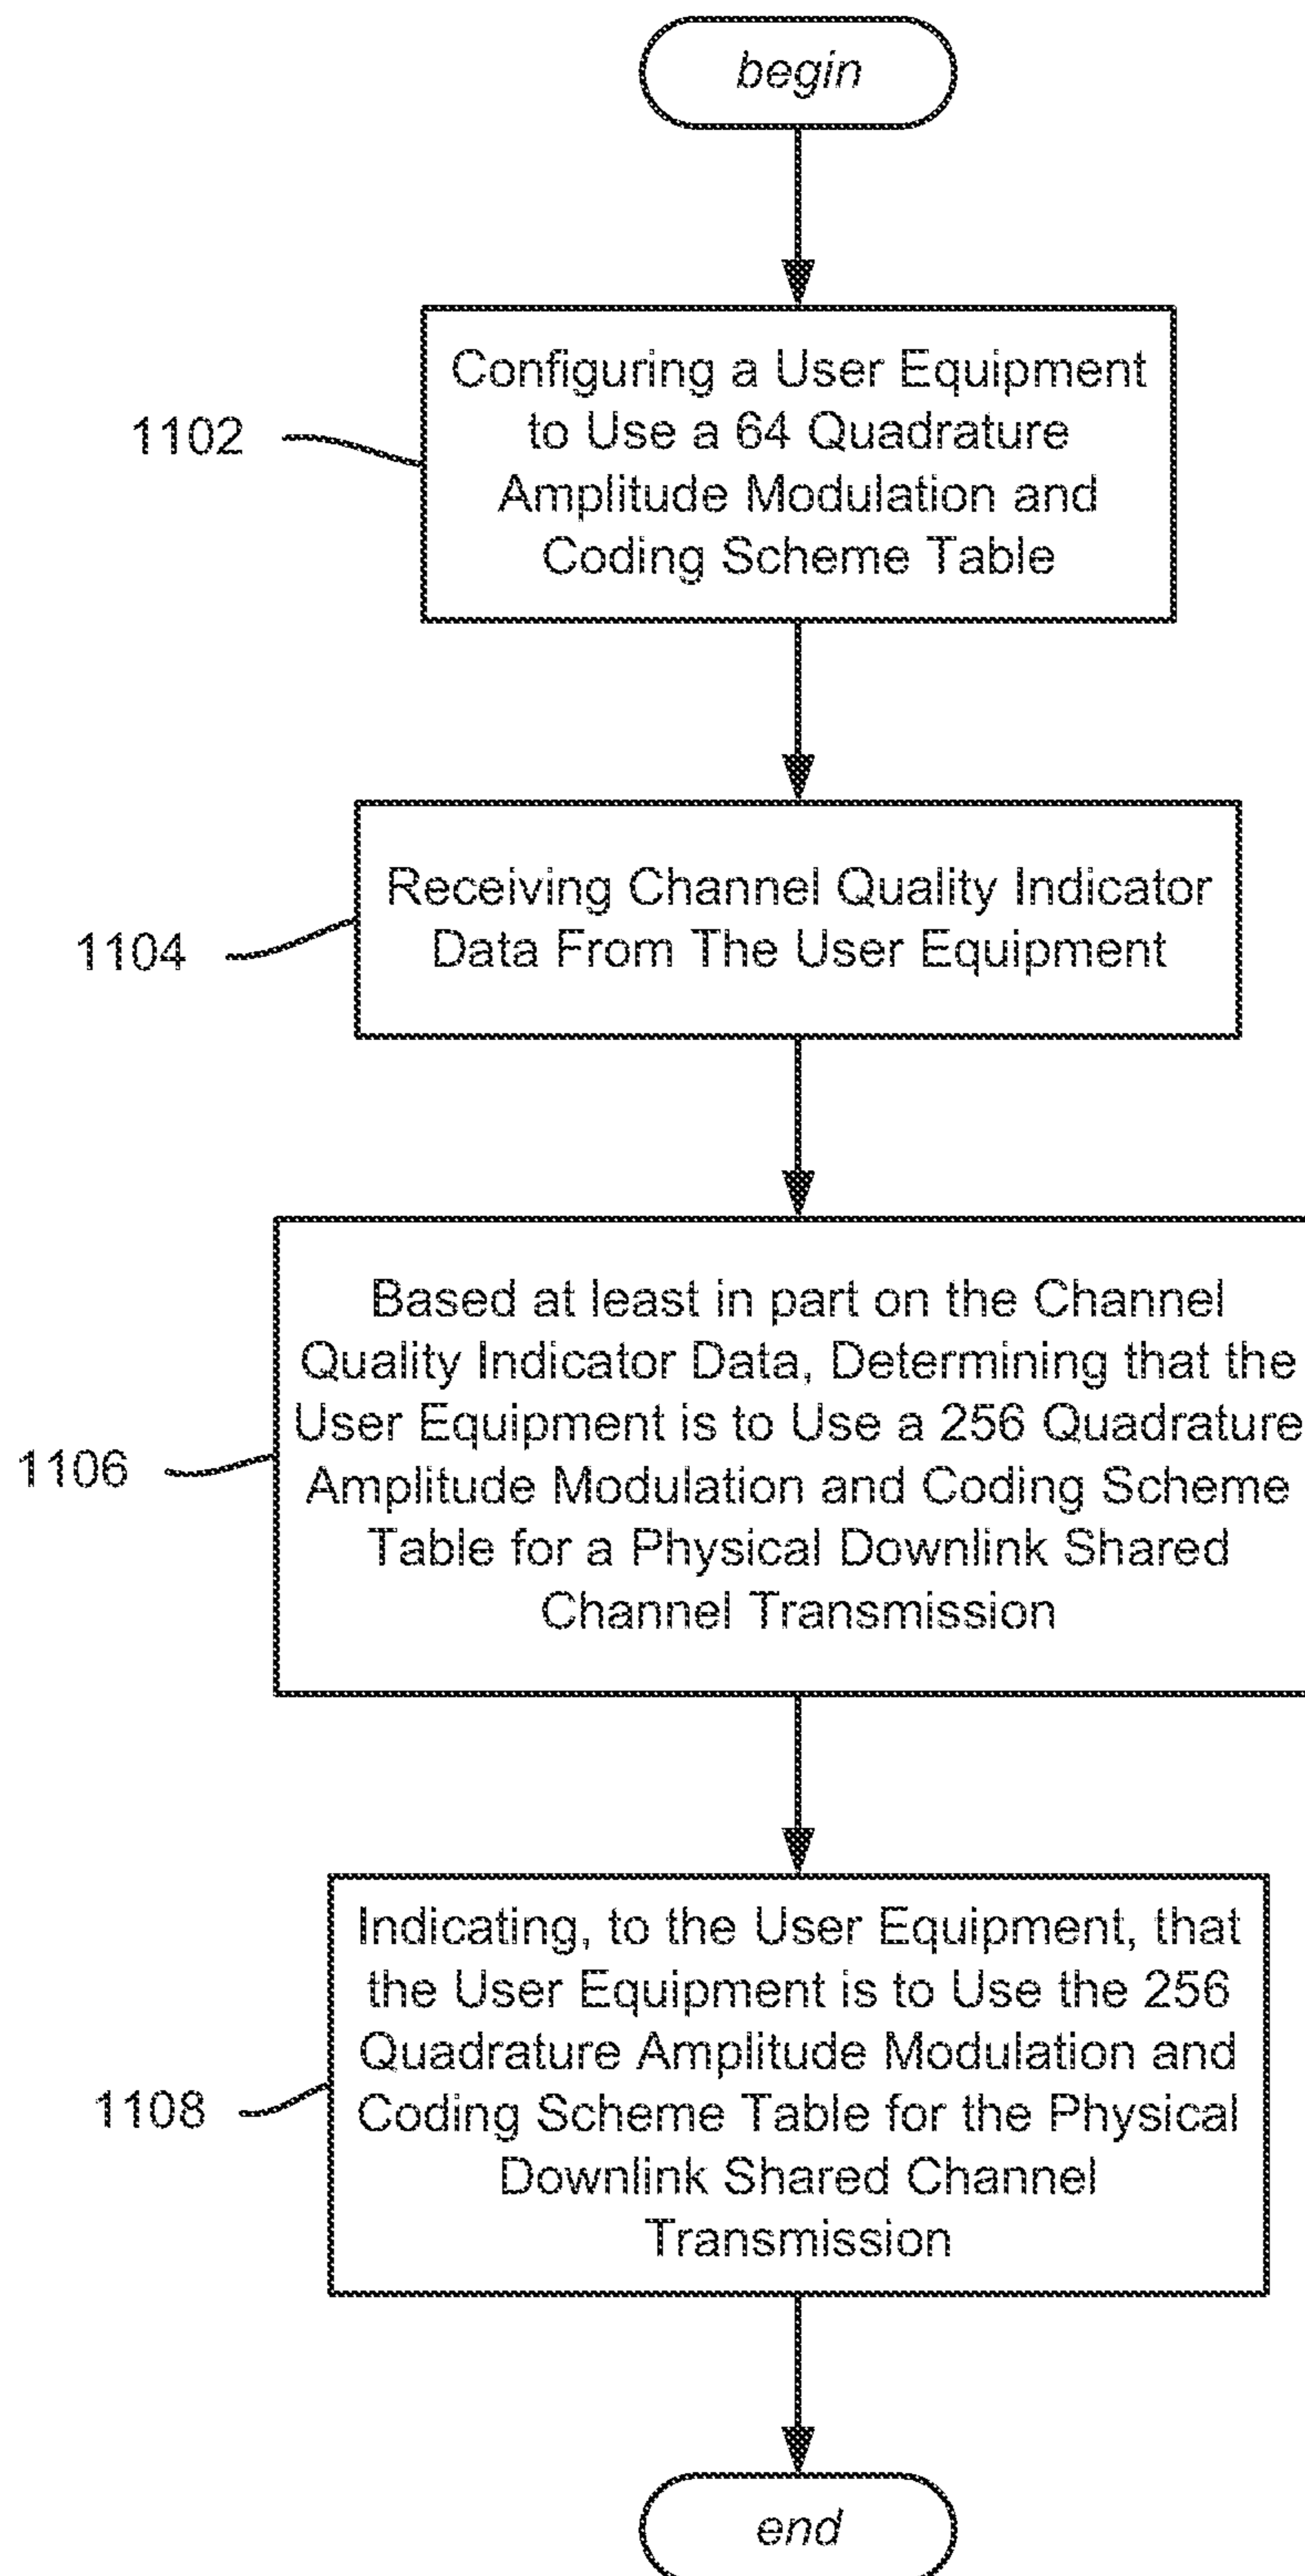 begin
Configuring a User Equipment
to Use a 64 Quadrature
Amplitude Modulation and
Coding Scheme Table
1102
Receiving Channel Quality Indicator
Data From The User Equipment
1104
Based at least in part on the Channel
Quality Indicator Data, Determining that the
User Equipment is to Use a 256 Quadrature
Amplitude Modulation and Coding Scheme
Table for a Physical Downlink Shared
Channel Transmission
1106
Indicating, to the User Equipment, that
the User Equipment is to Use the 256
Quadrature Amplitude Modulation and
Coding Scheme Table for the Physical
Downlink Shared Channel
Transmission
1108
end